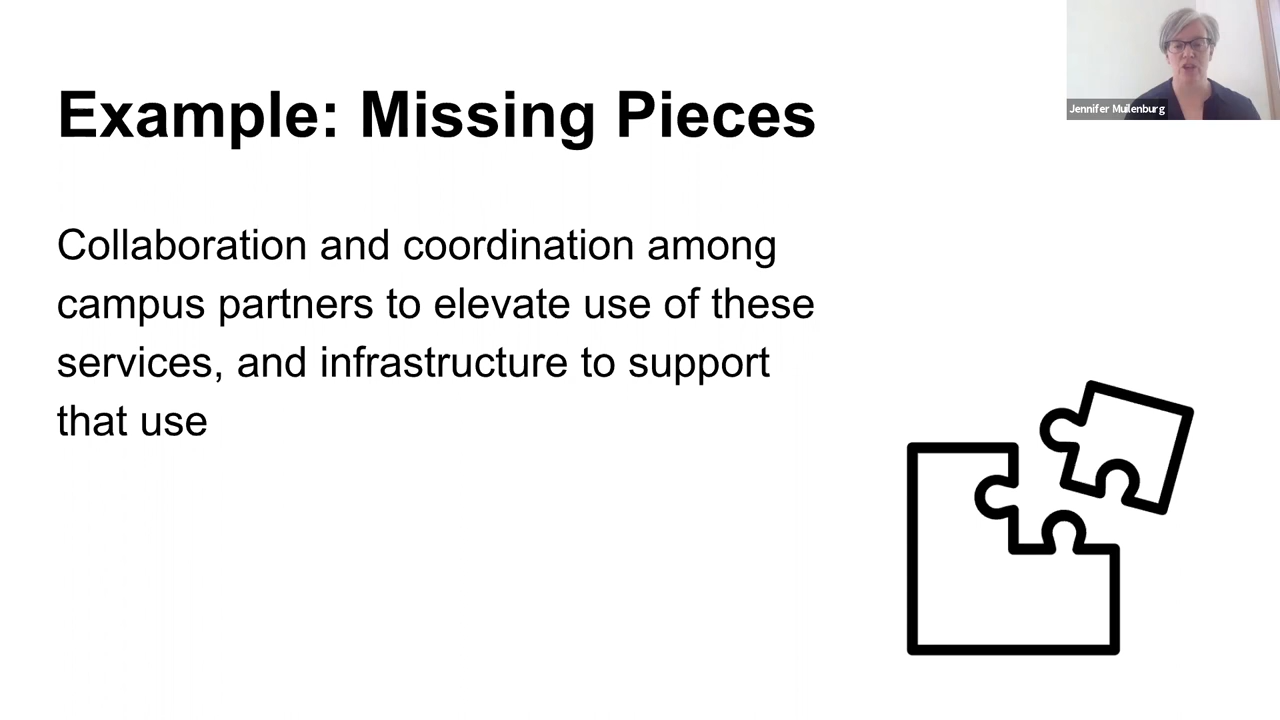 Example: Missing Pieces
Jennifer Muilenburg
Collaboration and coordination among
campus partners to elevate use of these
services, and infrastructure to support
that use